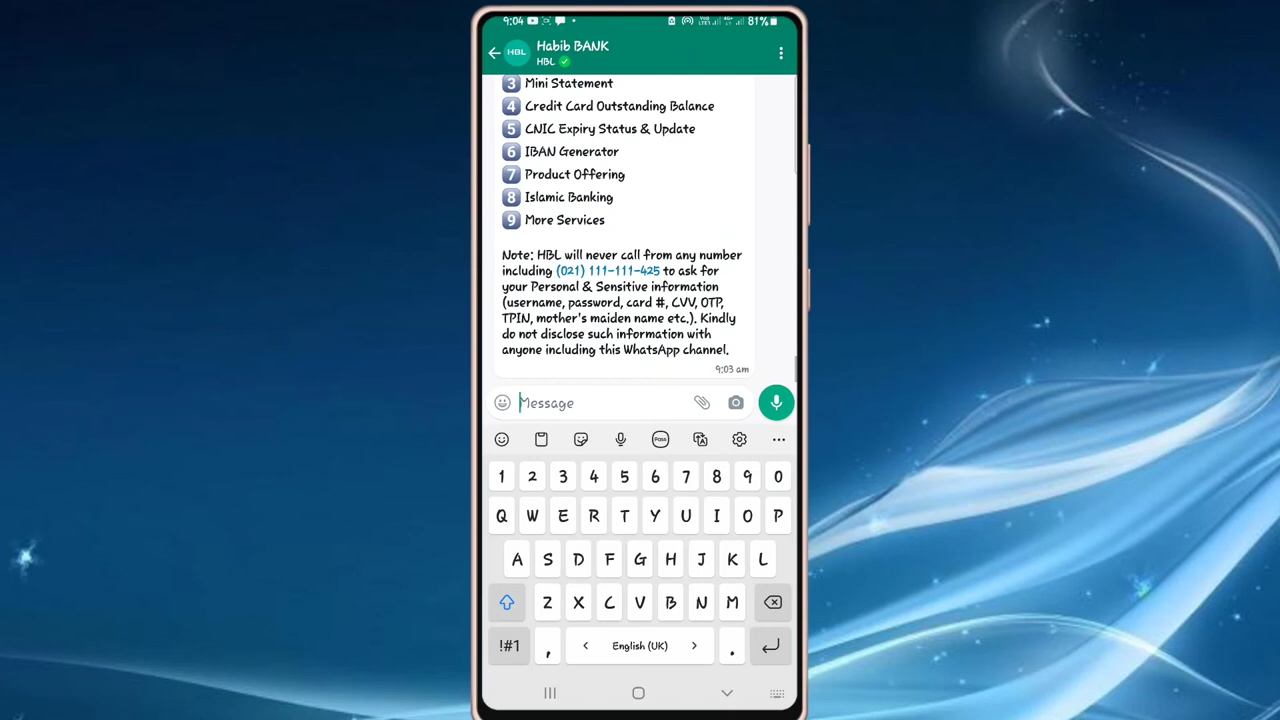 9:04 81%
HBL Habib BANK
HBL
3 Mini Statement
4 Credit Card Outstanding Balance
5 CNIC Expiry Status & Update
6 IBAN Generator
7 Product Offering
8 Islamic Banking
9 More Services
Note: HBL will never call from any number
including (021) 111-111-425 to ask for
your Personal & Sensitive information
(username, password, card #, CVV, OTP,
TPIN, mother's maiden name etc.). Kindly
do not disclose such information with
anyone including this WhatsApp channel.
9:03 am
Message
Pass
1 2 3 4 5 6 7 8 9 0
Q W E R T Y U I O P
A S D F G H J K L
Z X C V B N M
!#1 , < English (UK) > .